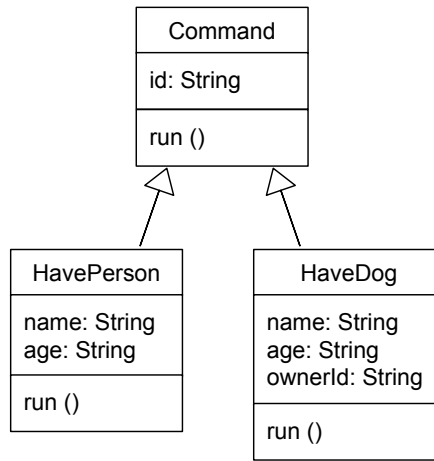 Command
id: String
run ()
HavePerson
name: String
age: String
run ()
HaveDog
name: String
age: String
ownerId: String
run ()